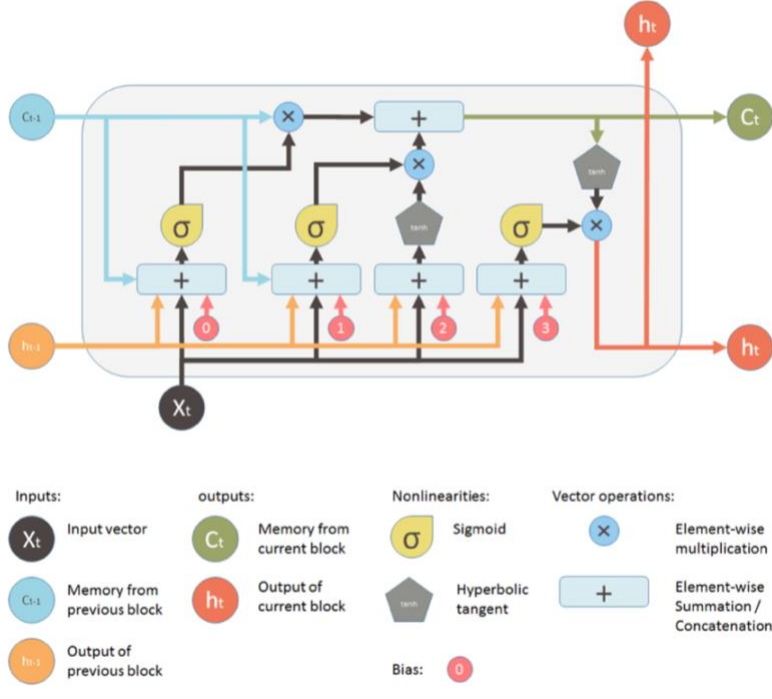 hₜ
Cₜ₋₁
×
+
Cₜ
tanh
×
σ
σ
tanh
σ
×
+
+
+
+
0
1
2
3
hₜ₋₁
hₜ
Xₜ
Inputs:
outputs:
Nonlinearities:
Vector operations:
Xₜ
Input vector
Cₜ
Memory from
current block
σ
Sigmoid
×
Element-wise
multiplication
Cₜ₋₁
Memory from
previous block
hₜ
Output of
current block
tanh
Hyperbolic
tangent
+
Element-wise
Summation /
Concatenation
hₜ₋₁
Output of
previous block
Bias:
0